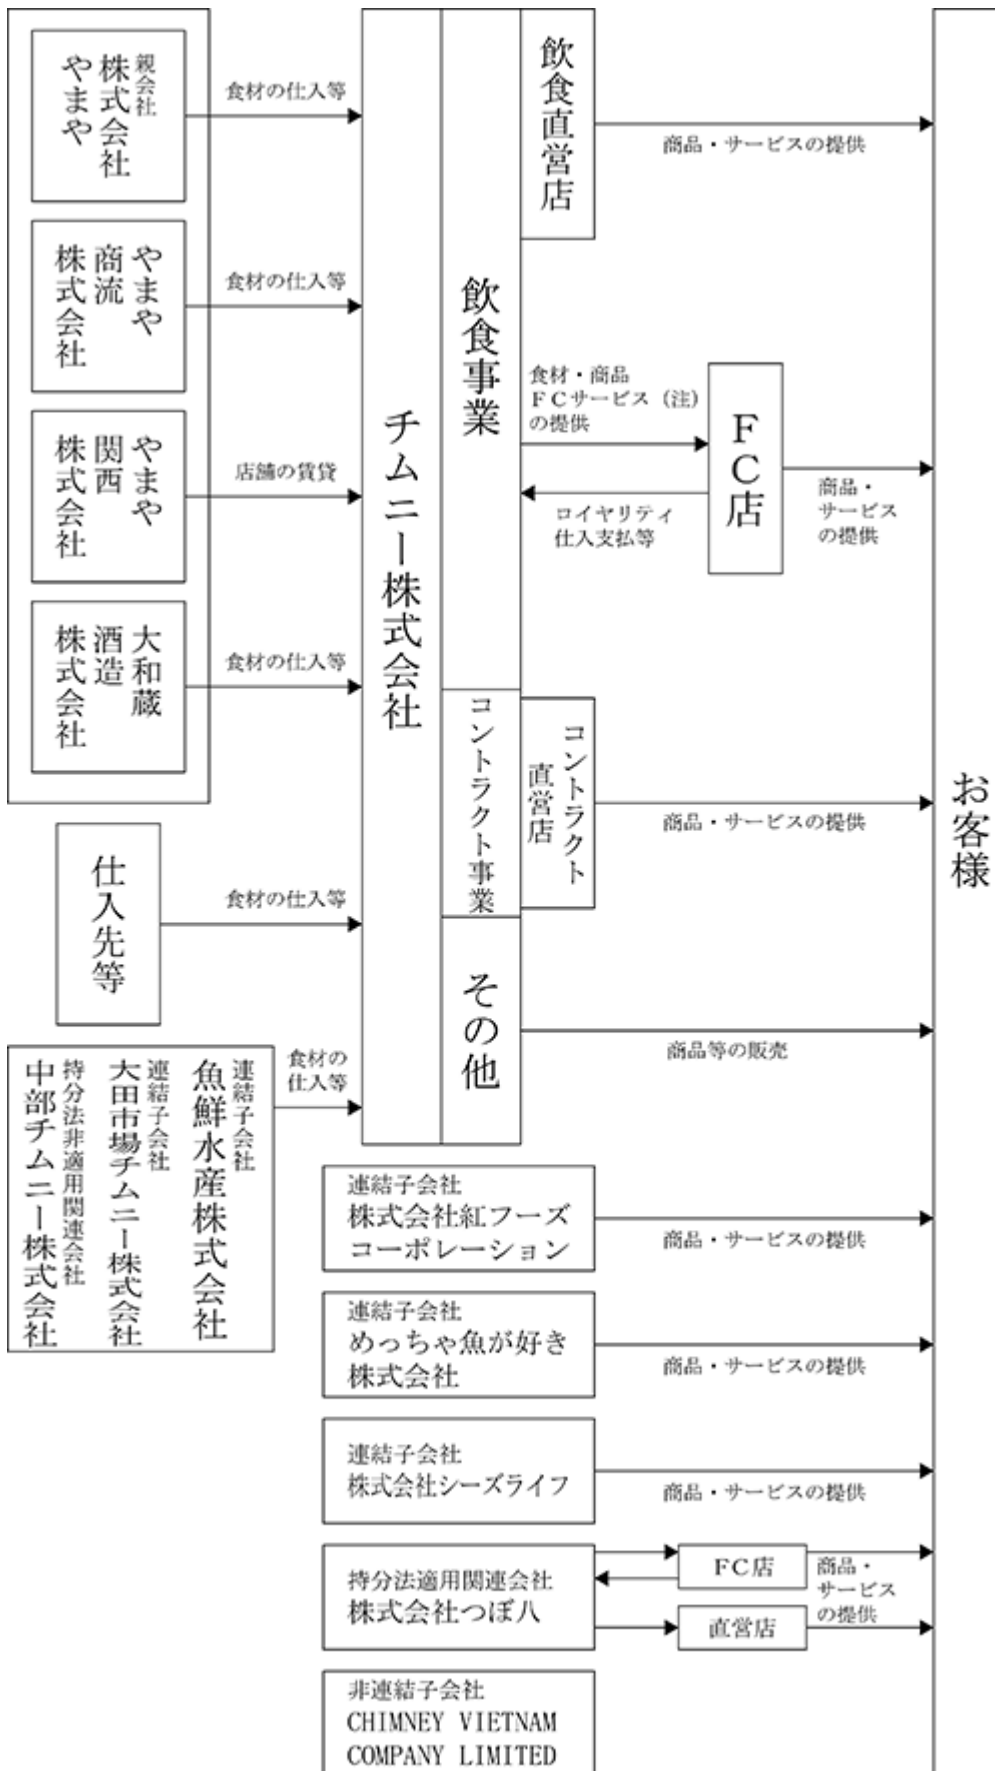 親会社
株式会社
やまや
食材の仕入等
やまや
商流
株式会社
食材の仕入等
やまや
関西
株式会社
店舗の賃貸
大和蔵
酒造
株式会社
食材の仕入等
仕入先等
食材の仕入等
連結子会社
魚鮮水産株式会社
連結子会社
大田市場チムニー株式会社
持分法非適用関連会社
中部チムニー株式会社
食材の
仕入等
チムニー株式会社
飲食事業
コントラクト事業
その他
飲食直営店
商品・サービスの提供
食材・商品
ＦＣサービス（注）
の提供
ロイヤリティ
仕入支払等
ＦＣ店
商品・
サービス
の提供
コントラクト
直営店
商品・サービスの提供
商品等の販売
連結子会社
株式会社紅フーズ
コーポレーション
商品・サービスの提供
連結子会社
めっちゃ魚が好き
株式会社
商品・サービスの提供
連結子会社
株式会社シーズライフ
商品・サービスの提供
持分法適用関連会社
株式会社つぼ八
ＦＣ店
直営店
商品・
サービス
の提供
非連結子会社
CHIMNEY VIETNAM
COMPANY LIMITED
お客様